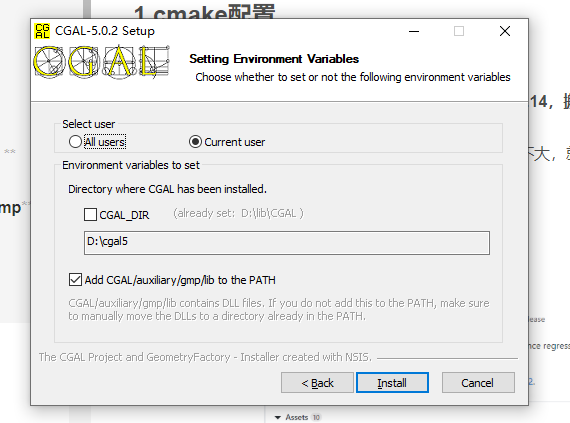 1.cmake配置
CG
AL
CGAL-5.0.2 Setup
CGAL
Setting Environment Variables
Choose whether to set or not the following environment variables
14,
Select user
All users
Current user
**
不大,
Environment variables to set
Directory where CGAL has been installed.
mp**
CGAL_DIR
(already set: D:\lib\CGAL )
D:\cgal5
Add CGAL/auxiliary/gmp/lib to the PATH
CGAL/auxiliary/gmp/lib contains DLL files. If you do not add this to the PATH, make sure
to manually move the DLLs to a directory already in the PATH.
lease
nce regress
The CGAL Project and GeometryFactory - Installer created with NSIS.
< Back
Install
Cancel
2.
Assets 10